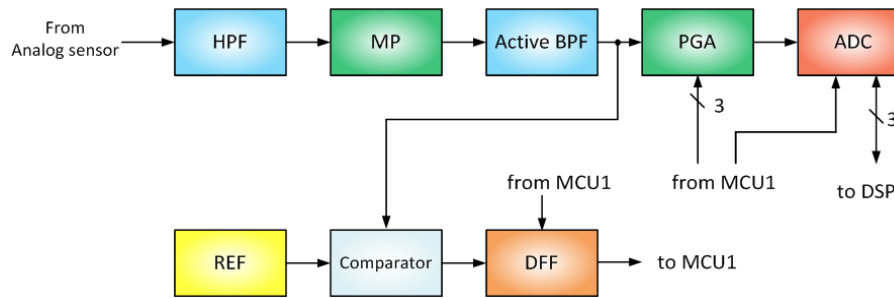 From
Analog sensor
HPF
MP
Active BPF
PGA
ADC
3
3
from MCU1
from MCU1
to DSP
REF
Comparator
DFF
to MCU1